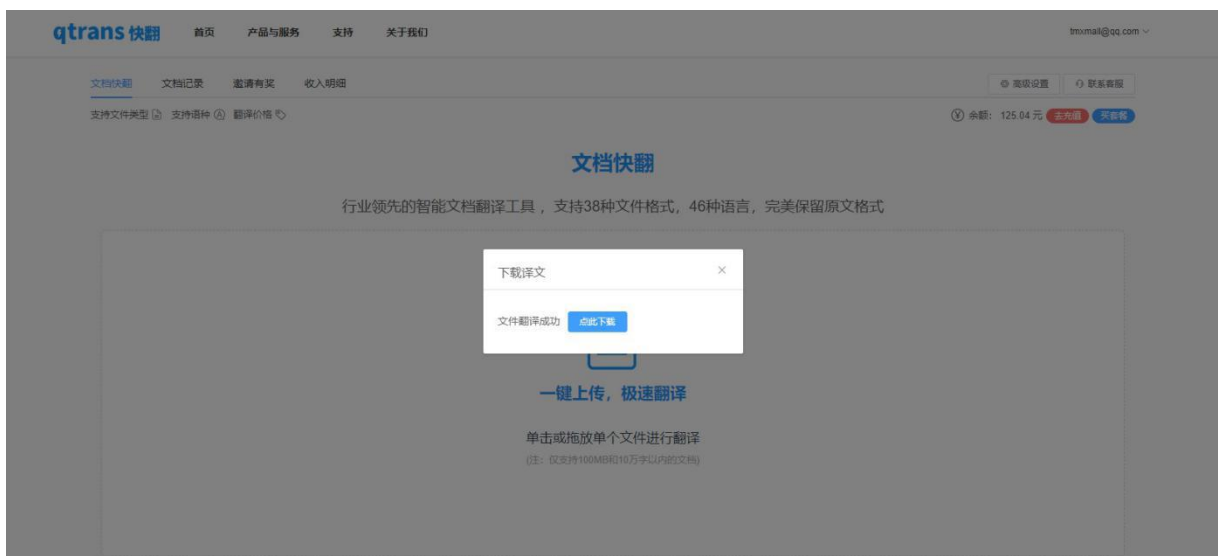 qtrans 快翻 首页 产品与服务 支持 关于我们 tmxmall@qq.com
文档快翻 文档记录 邀请有奖 收入明细 高级设置 联系客服
支持文件类型 支持语种 翻译价格 余额: 125.04 元 去充值 买套餐
文档快翻
行业领先的智能文档翻译工具,支持38种文件格式,46种语言,完美保留原文格式
下载译文
文件翻译成功 点此下载
一键上传,极速翻译
单击或拖放单个文件进行翻译
(注:仅支持100MB和10万字以内的文档)